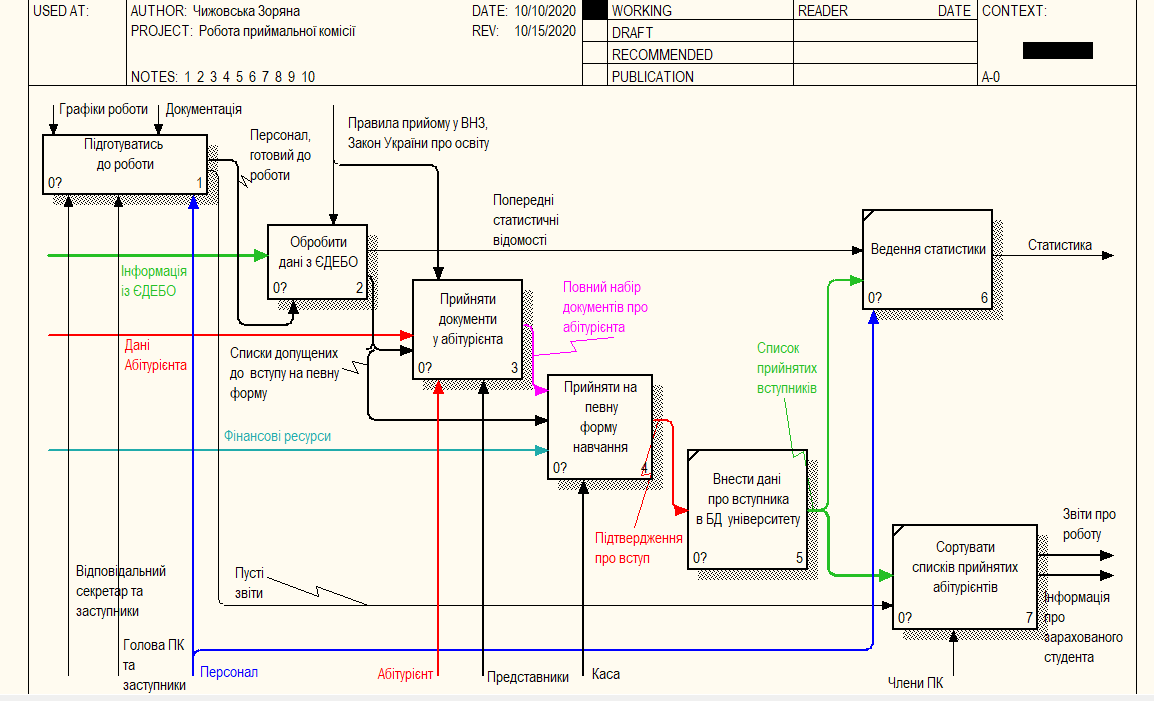 USED AT:
AUTHOR: Чижовська Зоряна
DATE: 10/10/2020
WORKING
READER
DATE
CONTEXT:
PROJECT: Робота приймальної комісії
REV: 10/15/2020
DRAFT
RECOMMENDED
NOTES: 1 2 3 4 5 6 7 8 9 10
PUBLICATION
A-0
Графіки роботи
Документація
Підготуватись
до роботи
0?
1
Персонал,
готовий до
роботи
Правила прийому у ВНЗ,
Закон України про освіту
Попередні
статистичні
відомості
Обробити
дані з ЄДЕБО
0?
2
Ведення статистики
0?
6
Статистика
Інформація
із ЄДЕБО
Прийняти
документи
у абітурієнта
0?
3
Повний набір
документів про
абітурієнта
Дані
Абітурієнта
Списки допущених
до вступу на певну
форму
Список
прийнятих
вступників
Прийняти на
певну
форму
навчання
0?
4
Фінансові ресурси
Внести дані
про вступника
в БД університету
0?
5
Підтвердження
про вступ
Звіти про
роботу
Сортувати
списків прийнятих
абітурієнтів
0?
7
Відповідальний
секретар та
заступники
Пусті
звіти
Інформація
про
зарахованого
студента
Голова ПК
та
заступники
Персонал
Абітурієнт
Представники
Каса
Члени ПК